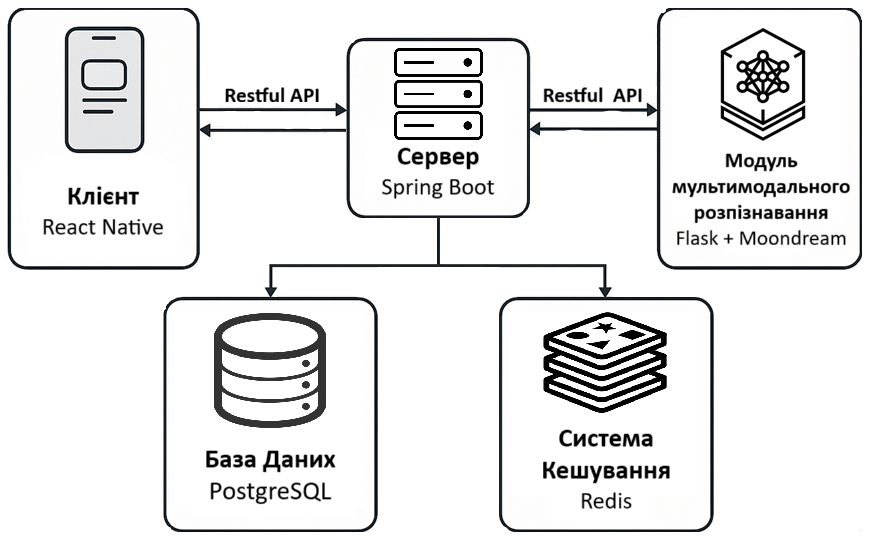 Restful API
Restful API
Клієнт
React Native
Сервер
Spring Boot
Модуль
мультимодального
розпізнавання
Flask + Moondream
База Даних
PostgreSQL
Система
Кешування
Redis